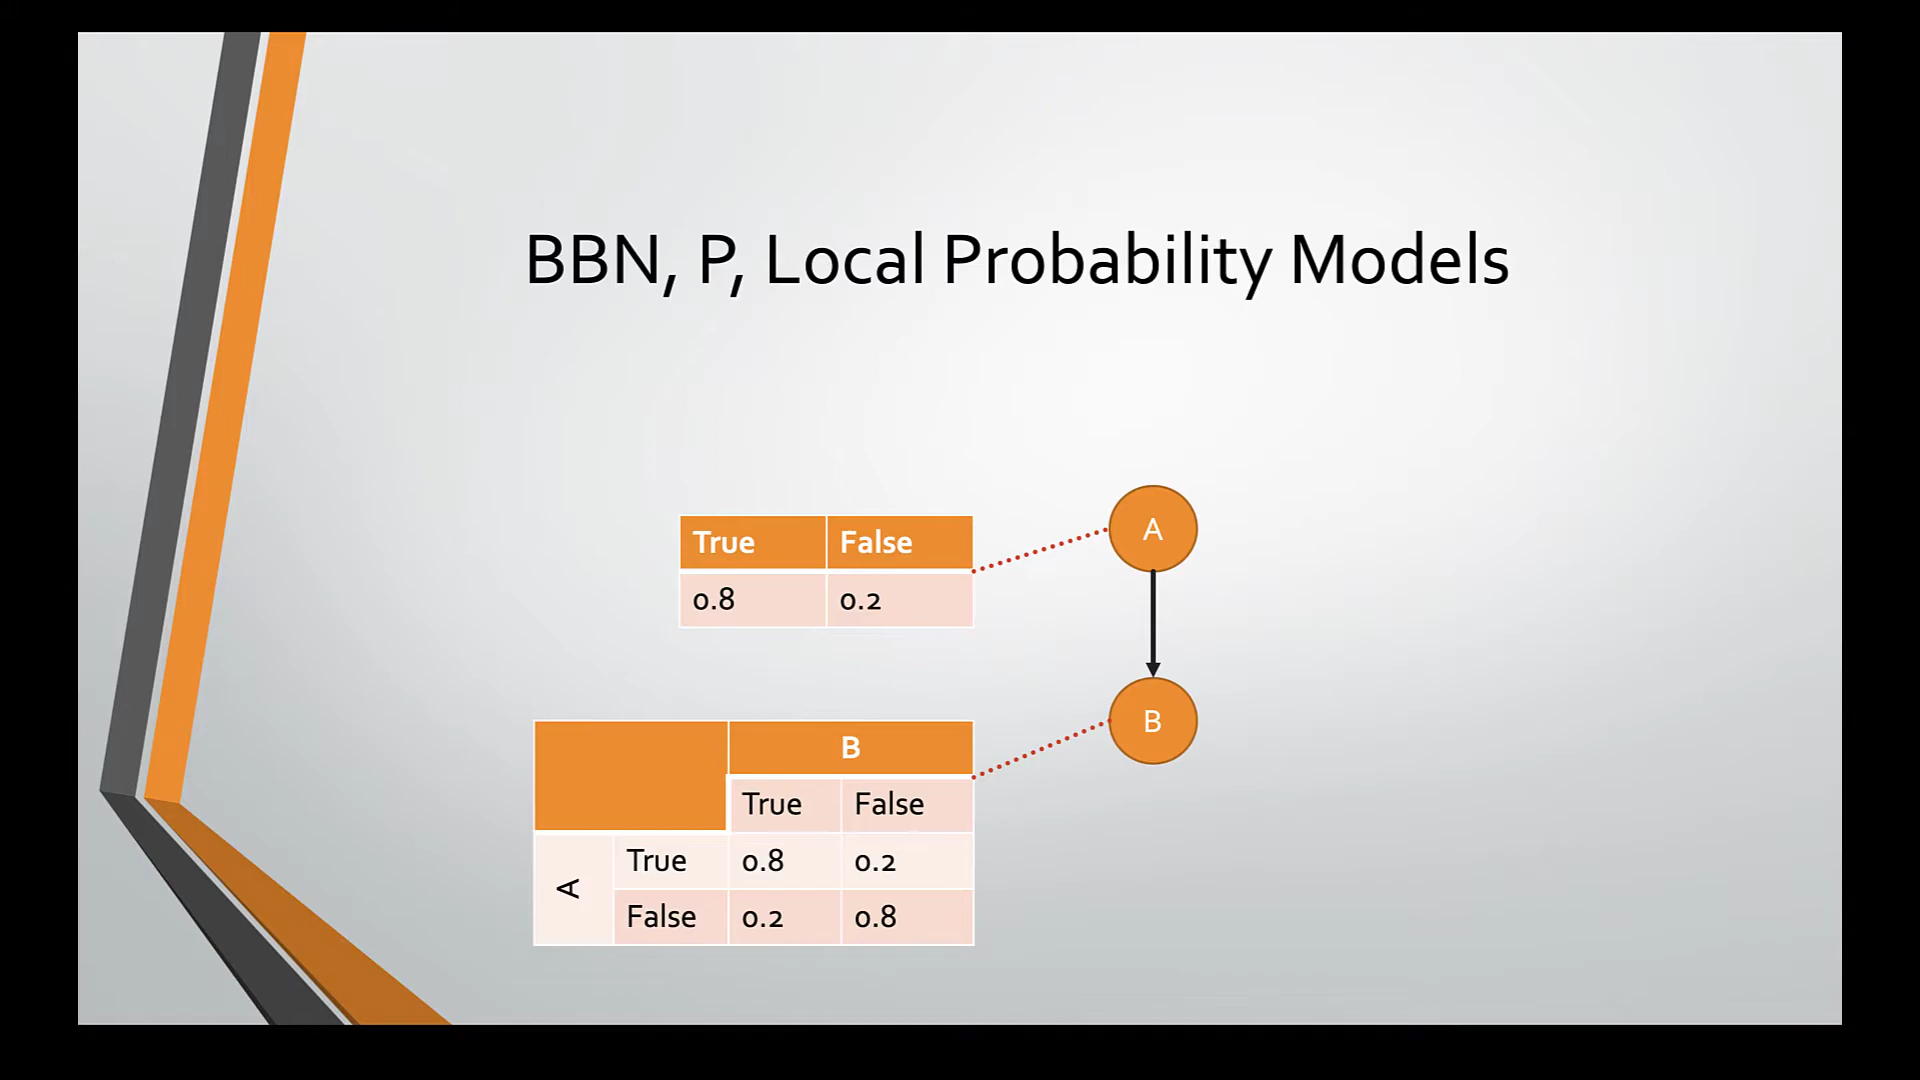 BBN, P, Local Probability Models
True False
0.8 0.2
A
B
B
True False
A
True 0.8 0.2
False 0.2 0.8